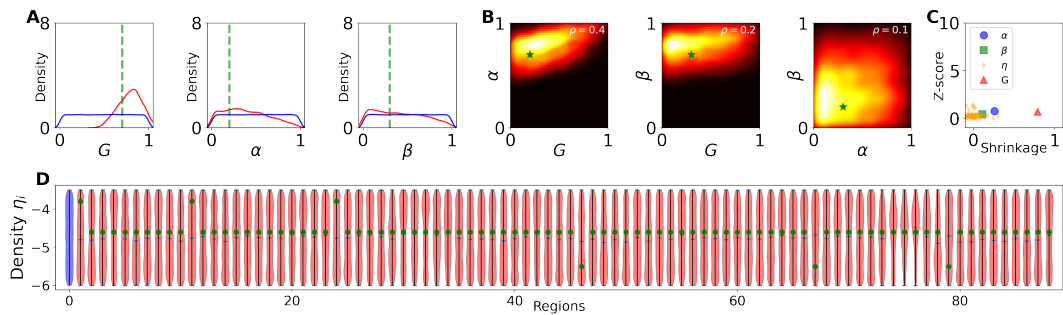 A
Density
8
0
0
1
G
Density
8
0
0
1
α
Density
8
0
0
1
β
B
α
1
0
0
1
G
ρ = 0.4
β
1
0
0
1
G
ρ = 0.2
β
1
0
0
1
α
ρ = 0.1
C
Z-score
10
5
0
0
1
Shrinkage
α
β
η
G
D
Density ηi
−4
−5
−6
0
20
40
60
80
Regions